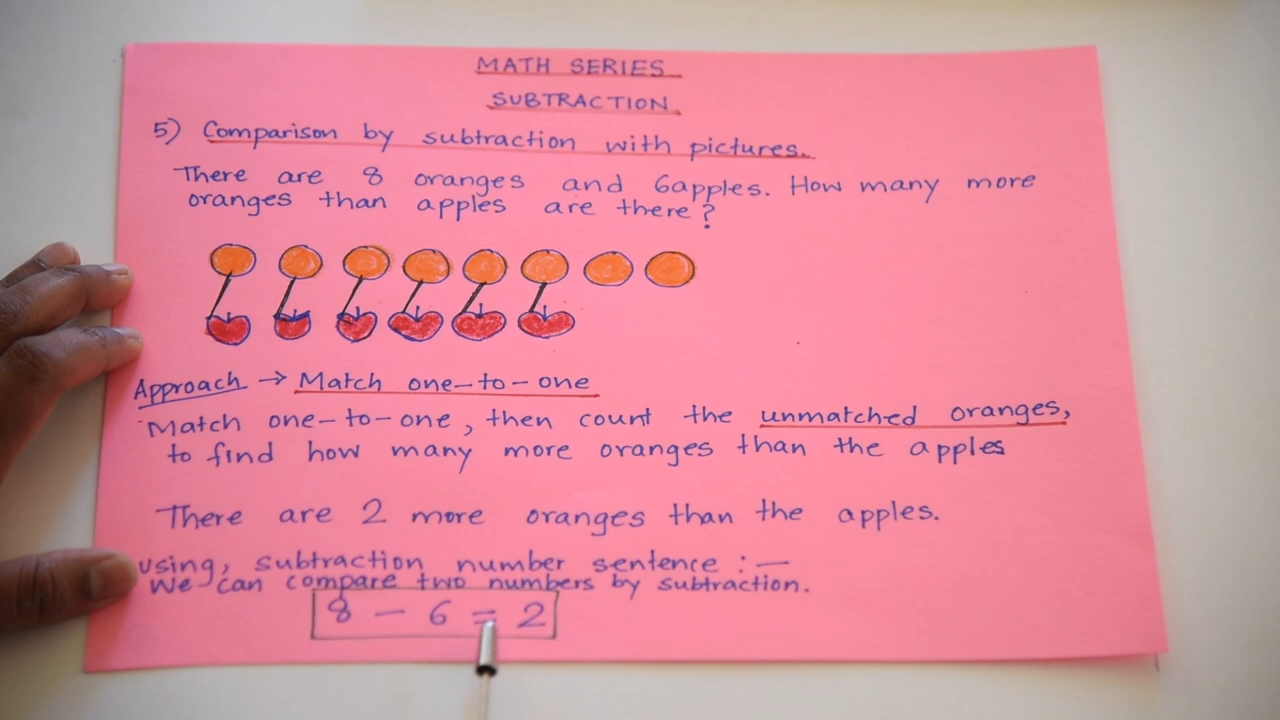 MATH SERIES
SUBTRACTION
5) Comparison by subtraction with pictures.
There are 8 oranges and 6apples. How many more
oranges than apples are there?
Approach → Match one-to-one
Match one-to-one, then count the unmatched oranges,
to find how many more oranges than the apples
There are 2 more oranges than the apples.
using, subtraction number sentence :—
We can compare two numbers by subtraction.
8 - 6 = 2